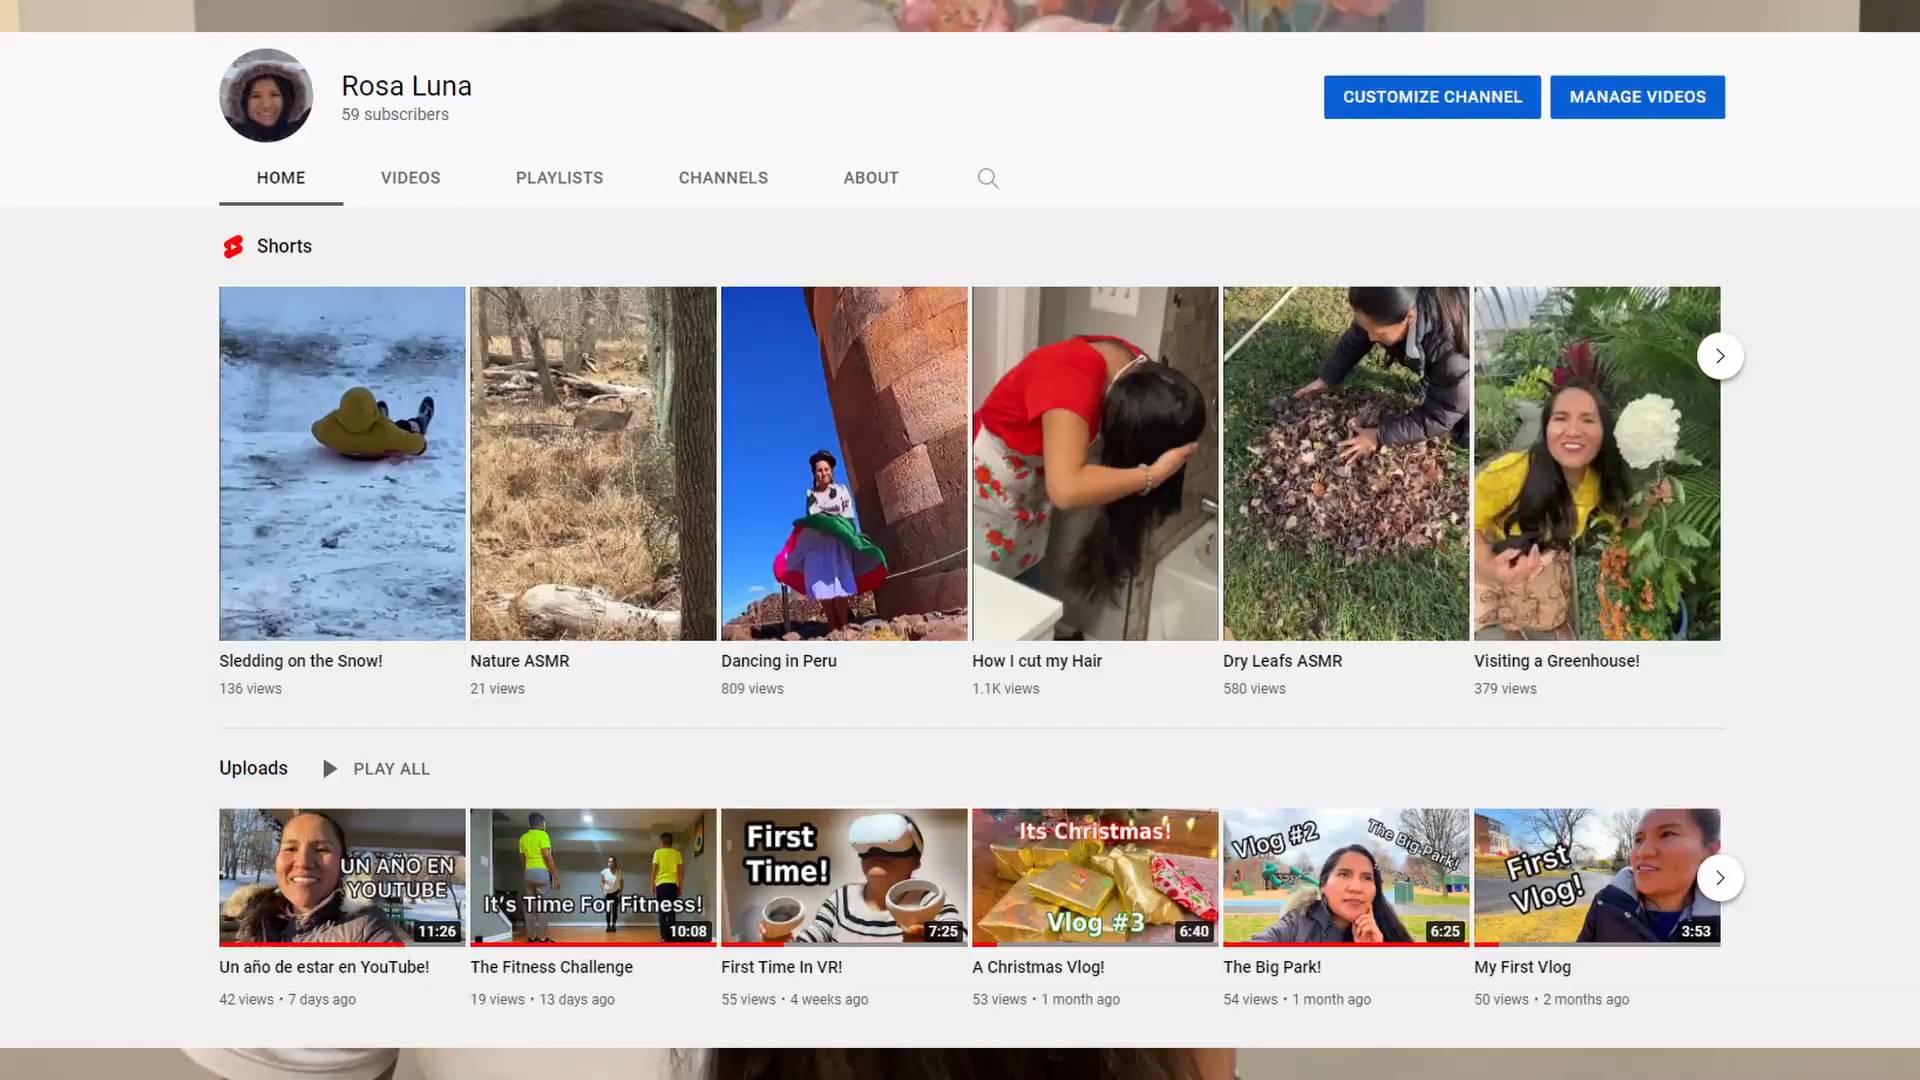 Rosa Luna
59 subscribers
CUSTOMIZE CHANNEL
MANAGE VIDEOS
HOME
VIDEOS
PLAYLISTS
CHANNELS
ABOUT
Shorts
Sledding on the Snow!
136 views
Nature ASMR
21 views
Dancing in Peru
809 views
How I cut my Hair
1.1K views
Dry Leafs ASMR
580 views
Visiting a Greenhouse!
379 views
Uploads
PLAY ALL
UN AÑO EN
YOUTUBE
11:26
Un año de estar en YouTube!
42 views • 7 days ago
It's Time For Fitness!
10:08
The Fitness Challenge
19 views • 13 days ago
First
Time!
7:25
First Time In VR!
55 views • 4 weeks ago
Its Christmas!
Vlog #3
6:40
A Christmas Vlog!
53 views • 1 month ago
Vlog #2
The Big Park!
6:25
The Big Park!
54 views • 1 month ago
First
Vlog!
3:53
My First Vlog
50 views • 2 months ago